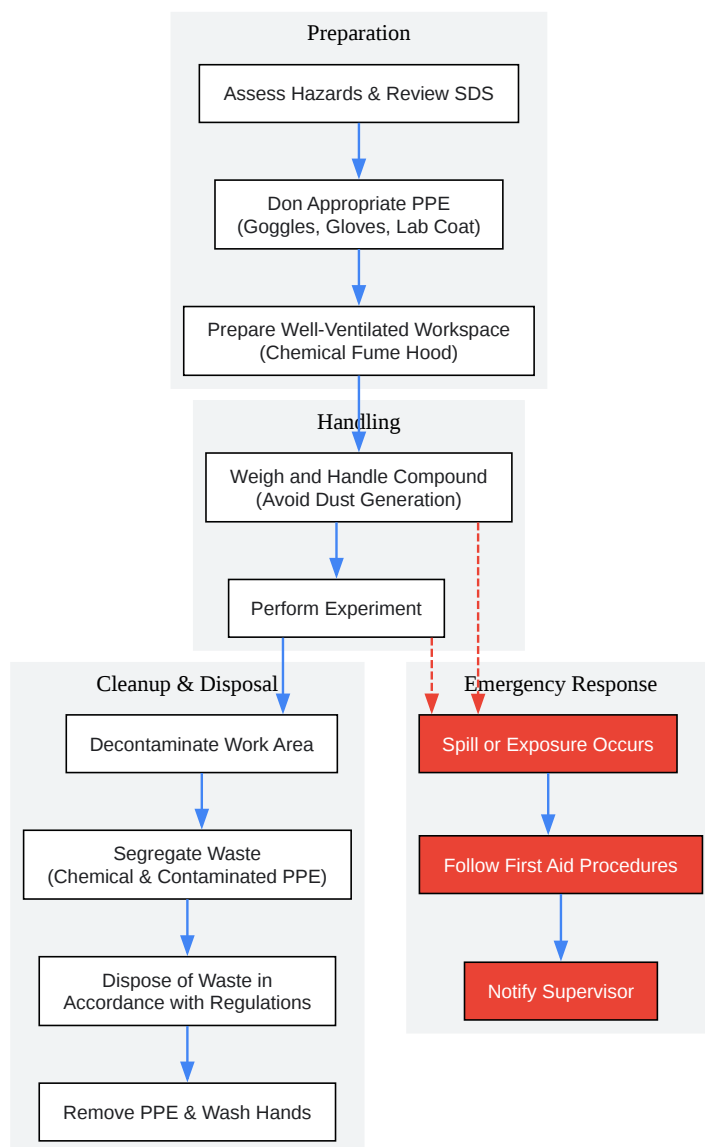 Preparation
Assess Hazards & Review SDS
Don Appropriate PPE
(Goggles, Gloves, Lab Coat)
Prepare Well-Ventilated Workspace
(Chemical Fume Hood)
Handling
Weigh and Handle Compound
(Avoid Dust Generation)
Perform Experiment
Cleanup & Disposal
Decontaminate Work Area
Segregate Waste
(Chemical & Contaminated PPE)
Dispose of Waste in
Accordance with Regulations
Remove PPE & Wash Hands
Emergency Response
Spill or Exposure Occurs
Follow First Aid Procedures
Notify Supervisor